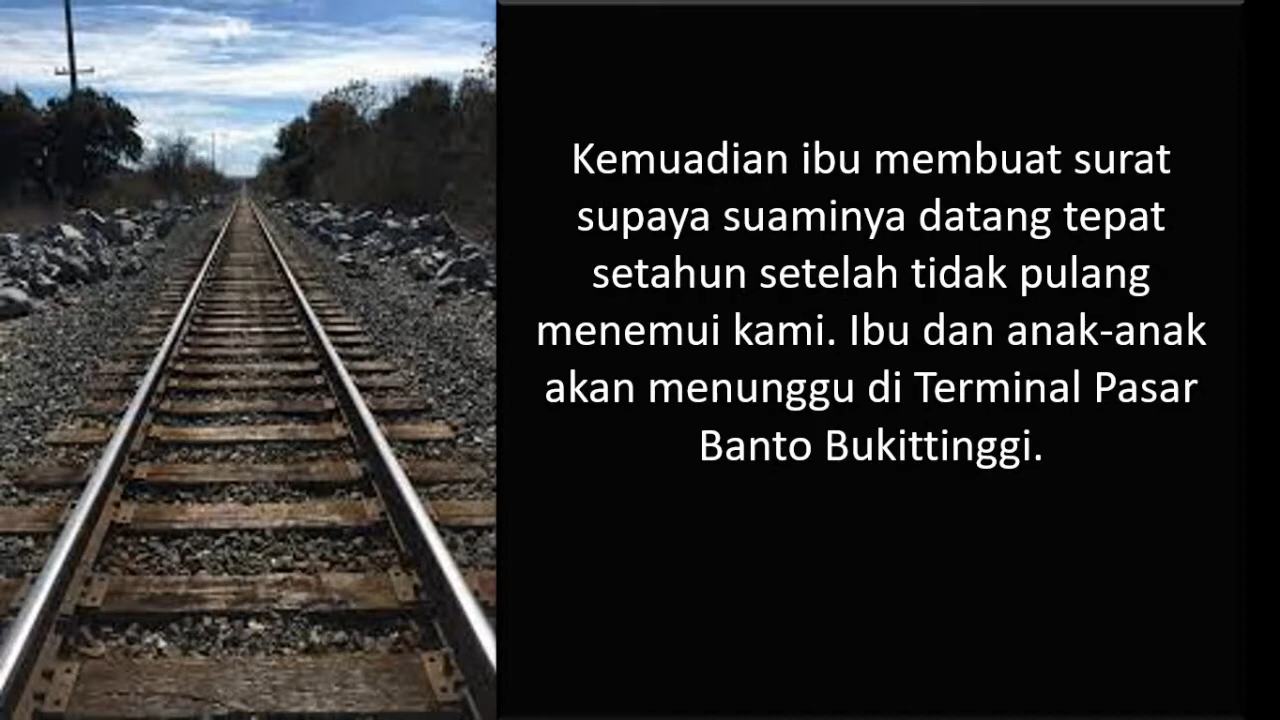 Kemuadian ibu membuat surat
supaya suaminya datang tepat
setahun setelah tidak pulang
menemui kami. Ibu dan anak-anak
akan menunggu di Terminal Pasar
Banto Bukittinggi.